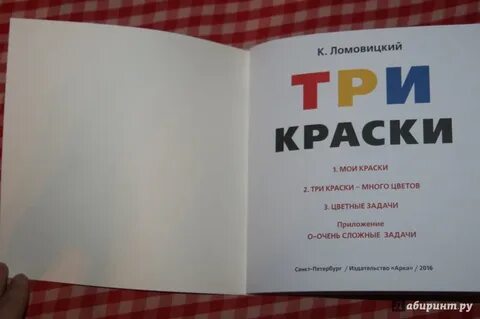 К. Ломовицкий
ТРИ
КРАСКИ
1. МОИ КРАСКИ
2. ТРИ КРАСКИ – МНОГО ЦВЕТОВ
3. ЦВЕТНЫЕ ЗАДАЧИ
Приложение
О-ОЧЕНЬ СЛОЖНЫЕ ЗАДАЧИ
Санкт-Петербург / Издательство «Арка» / 2016
Лабиринт.ру